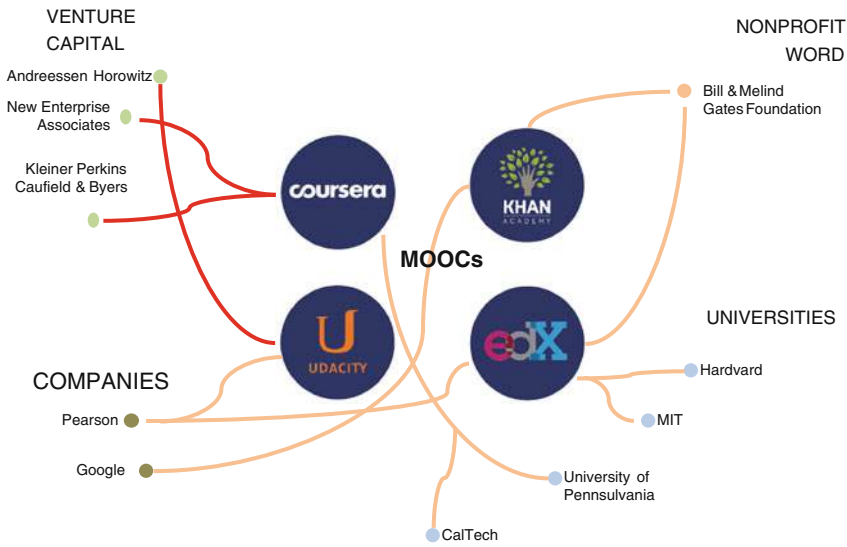 VENTURE
CAPITAL
Andreessen Horowitz
New Enterprise
Associates
Kleiner Perkins
Caufield & Byers
NONPROFIT
WORD
Bill & Melind
Gates Foundation
coursera
KHAN
ACADEMY
MOOCs
UDACITY
edX
UNIVERSITIES
Hardvard
MIT
University of
Pennsulvania
CalTech
COMPANIES
Pearson
Google